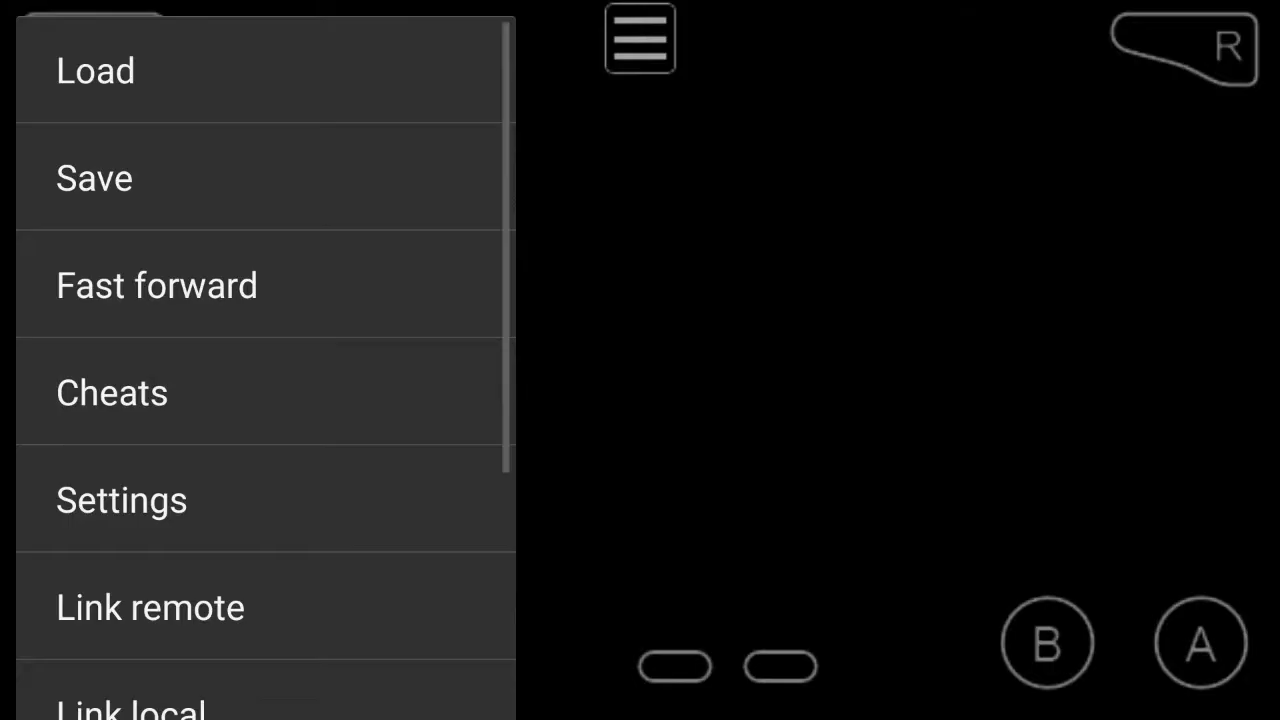 Load
Save
Fast forward
Cheats
Settings
Link remote
Link local
R
B
A